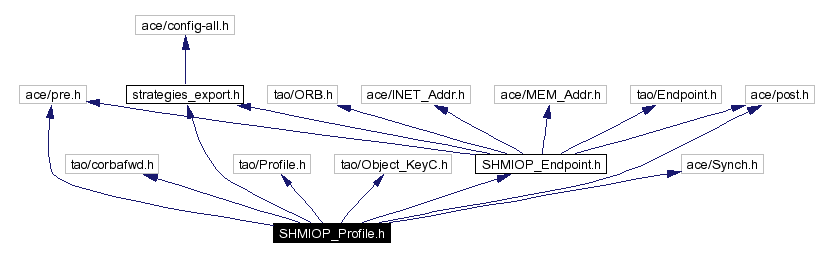 ace/config-all.h
ace/pre.h
strategies_export.h
tao/ORB.h
ace/INET_Addr.h
ace/MEM_Addr.h
tao/Endpoint.h
ace/post.h
tao/corbafwd.h
tao/Profile.h
tao/Object_KeyC.h
SHMIOP_Endpoint.h
ace/Synch.h
SHMIOP_Profile.h